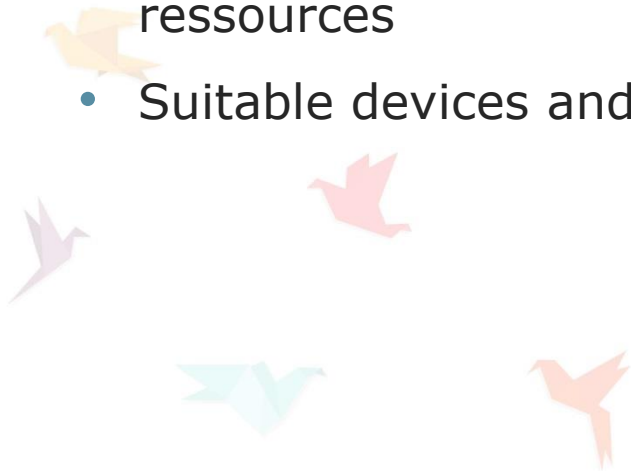 ressources
• Suitable devices and